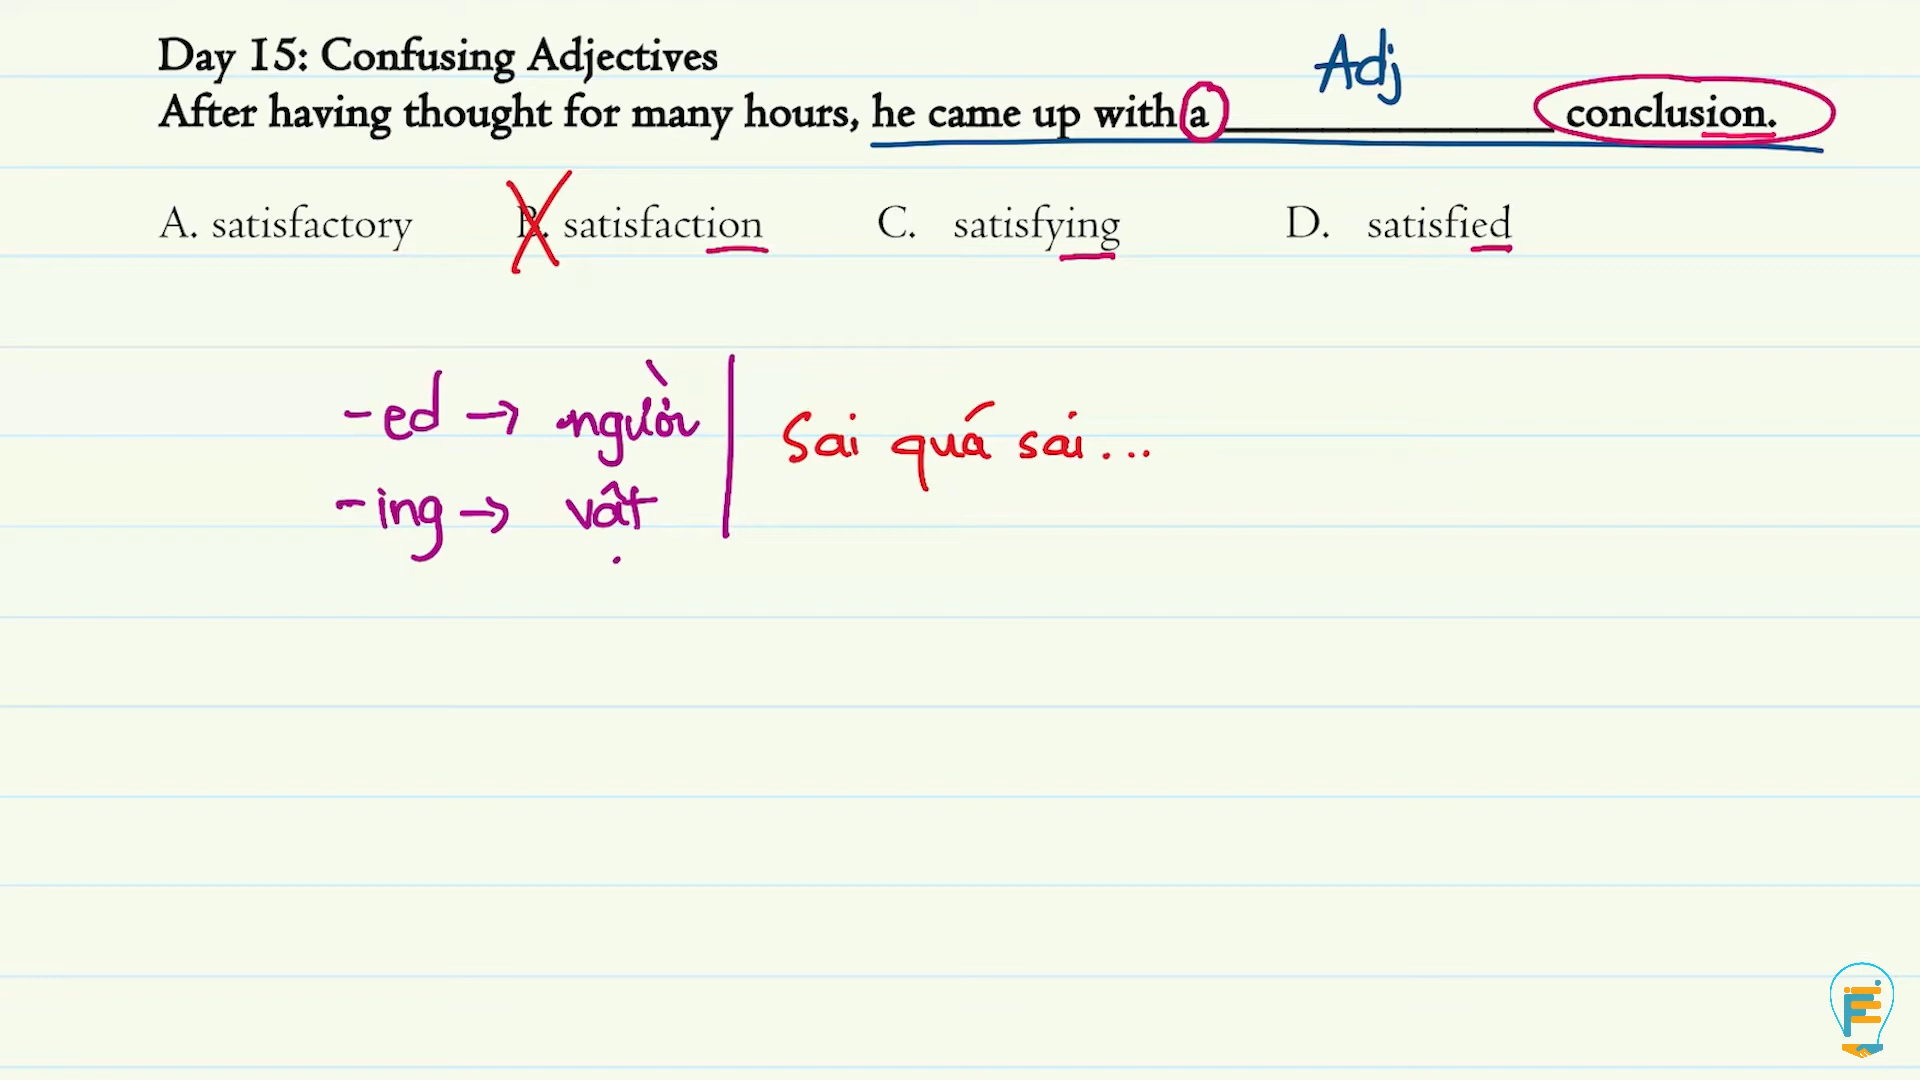 Day 15: Confusing Adjectives
Adj
After having thought for many hours, he came up with a ______________ conclusion.
A. satisfactory B. satisfaction C. satisfying D. satisfied
-ed → người
Sai quá sai...
-ing → vật